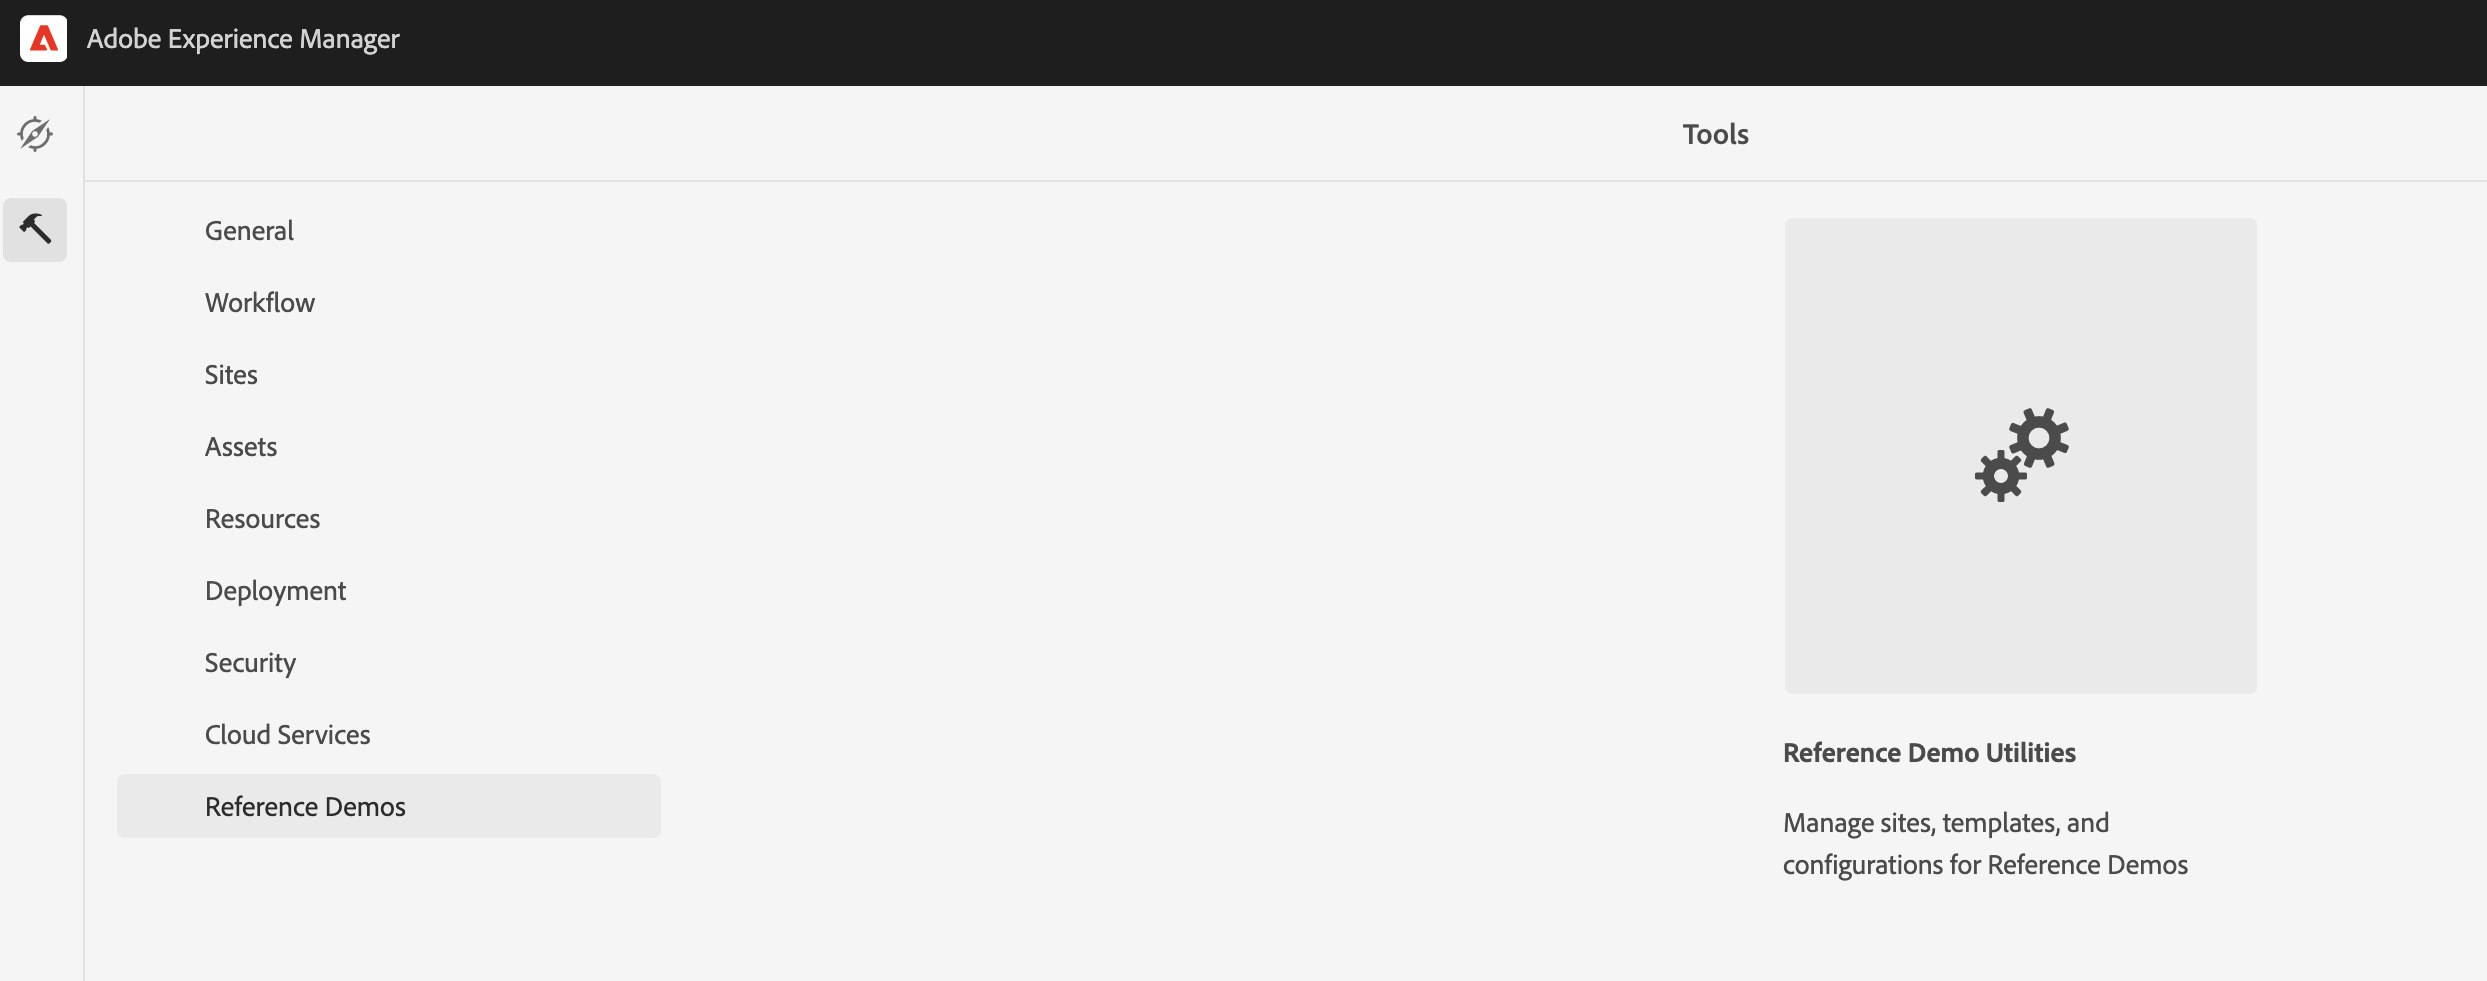 Adobe Experience Manager
Tools
General
Workflow
Sites
Assets
Resources
Deployment
Security
Cloud Services
Reference Demos
Reference Demo Utilities
Manage sites, templates, and
configurations for Reference Demos